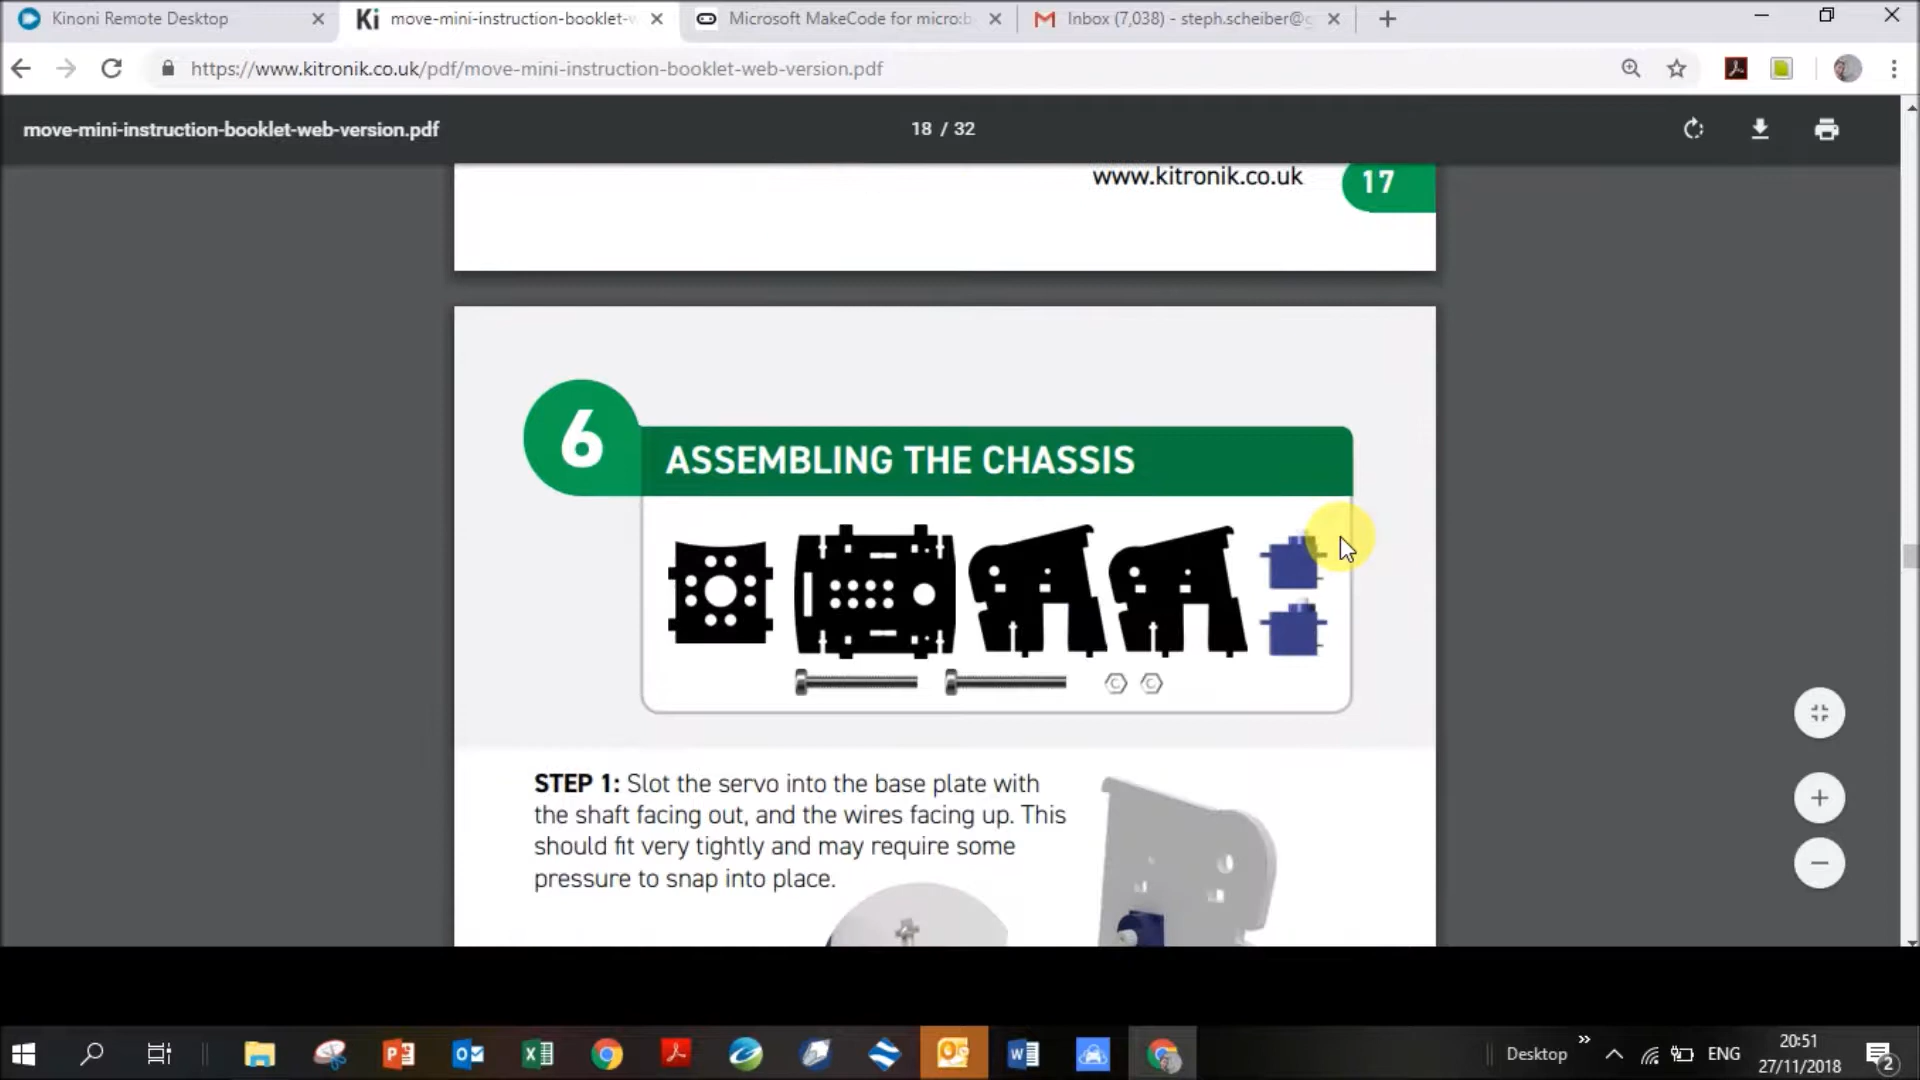 Kinoni Remote Desktop
Ki move-mini-instruction-booklet-w
Microsoft MakeCode for micro:b
Inbox (7,038) - steph.scheiber@g
https://www.kitronik.co.uk/pdf/move-mini-instruction-booklet-web-version.pdf
move-mini-instruction-booklet-web-version.pdf
18 / 32
www.kitronik.co.uk
17
6
ASSEMBLING THE CHASSIS
STEP 1: Slot the servo into the base plate with
the shaft facing out, and the wires facing up. This
should fit very tightly and may require some
pressure to snap into place.
Desktop
ENG
20:51
27/11/2018
2